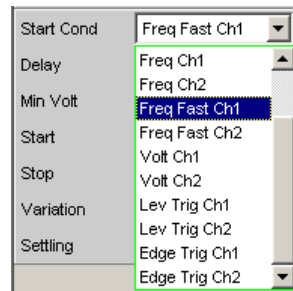 Start Cond Freq Fast Ch1
Delay
Min Volt
Start
Stop
Variation
Settling
Freq Ch1
Freq Ch2
Freq Fast Ch1
Freq Fast Ch2
Volt Ch1
Volt Ch2
Lev Trig Ch1
Lev Trig Ch2
Edge Trig Ch1
Edge Trig Ch2